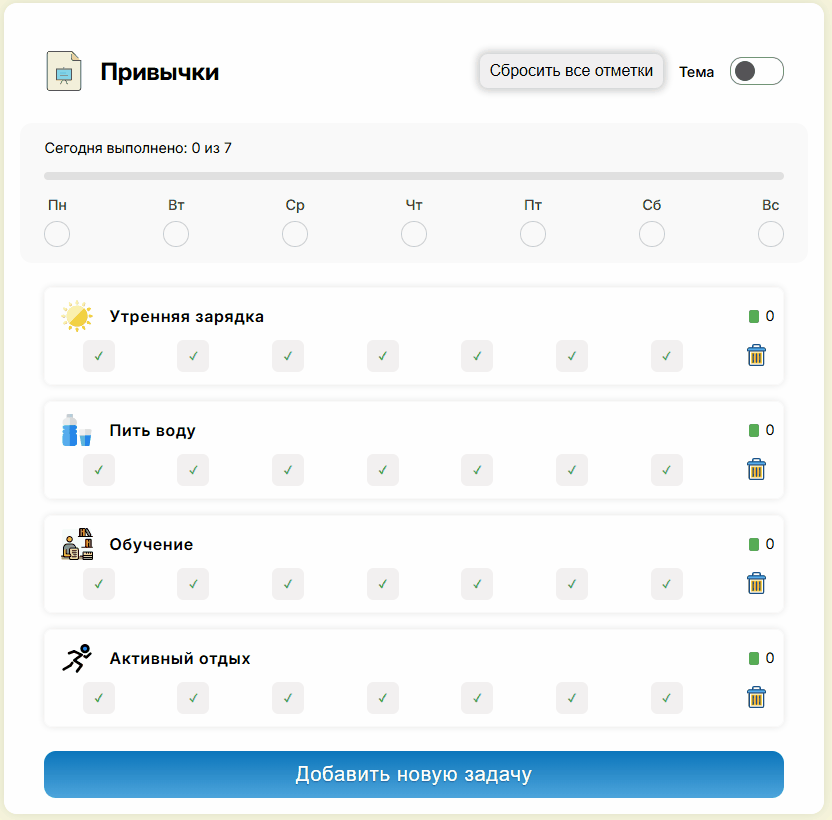 Привычки
Сбросить все отметки
Тема
Сегодня выполнено: 0 из 7
Пн Вт Ср Чт Пт Сб Вс
Утренняя зарядка 0
✓ ✓ ✓ ✓ ✓ ✓ ✓
Пить воду 0
✓ ✓ ✓ ✓ ✓ ✓ ✓
Обучение 0
✓ ✓ ✓ ✓ ✓ ✓ ✓
Активный отдых 0
✓ ✓ ✓ ✓ ✓ ✓ ✓
Добавить новую задачу